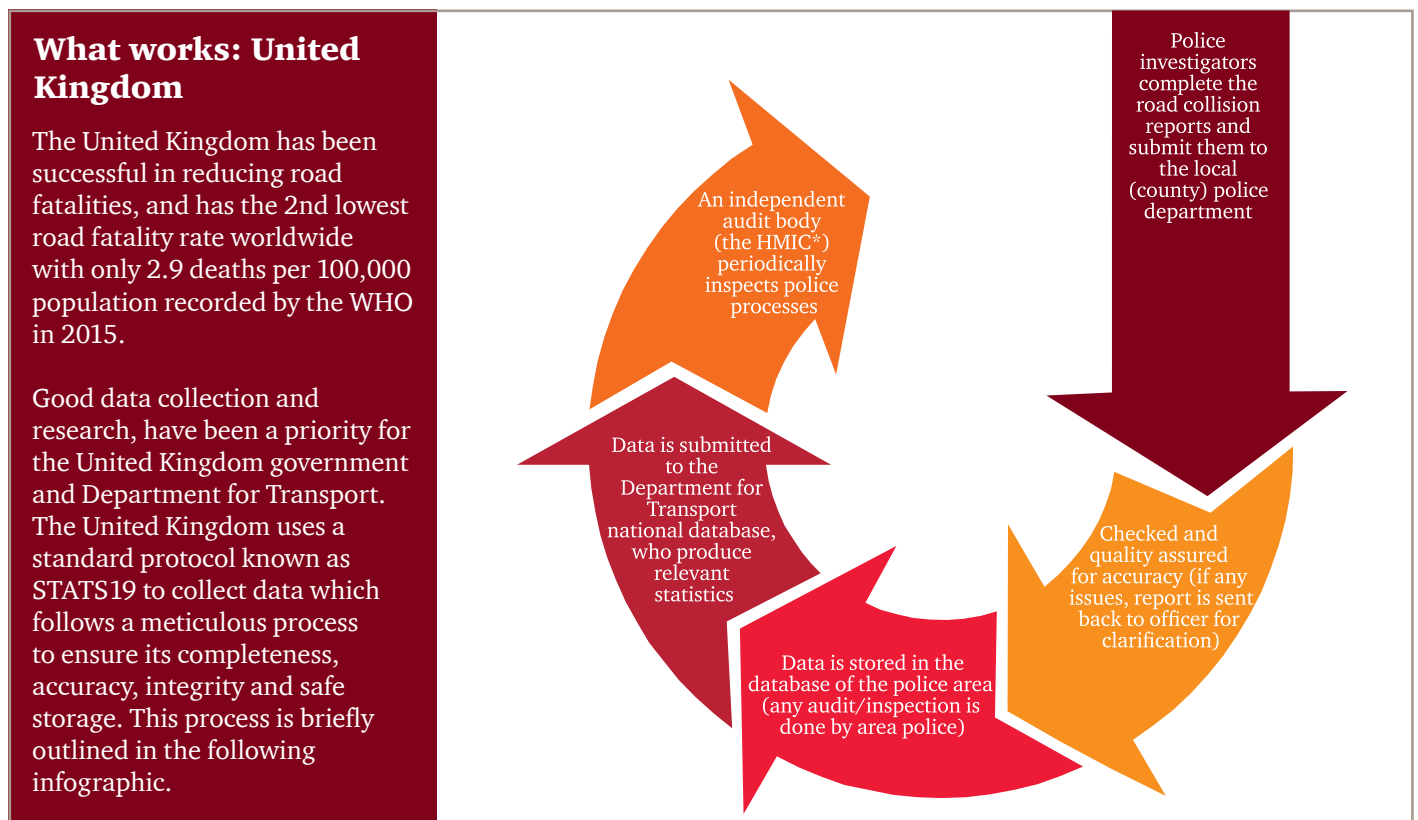 What works: United
Kingdom
The United Kingdom has been
successful in reducing road
fatalities, and has the 2nd lowest
road fatality rate worldwide
with only 2.9 deaths per 100,000
population recorded by the WHO
in 2015.
Good data collection and
research, have been a priority for
the United Kingdom government
and Department for Transport.
The United Kingdom uses a
standard protocol known as
STATS19 to collect data which
follows a meticulous process
to ensure its completeness,
accuracy, integrity and safe
storage. This process is briefly
outlined in the following
infographic.
Police
investigators
complete the
road collision
reports and
submit them to
the local
(county) police
department
Checked and
quality assured
for accuracy (if any
issues, report is sent
back to officer for
clarification)
Data is stored in the
database of the police area
(any audit/inspection is
done by area police)
Data is submitted
to the
Department for
Transport
national database,
who produce
relevant
statistics
An independent
audit body
(the HMIC*)
periodically
inspects police
processes